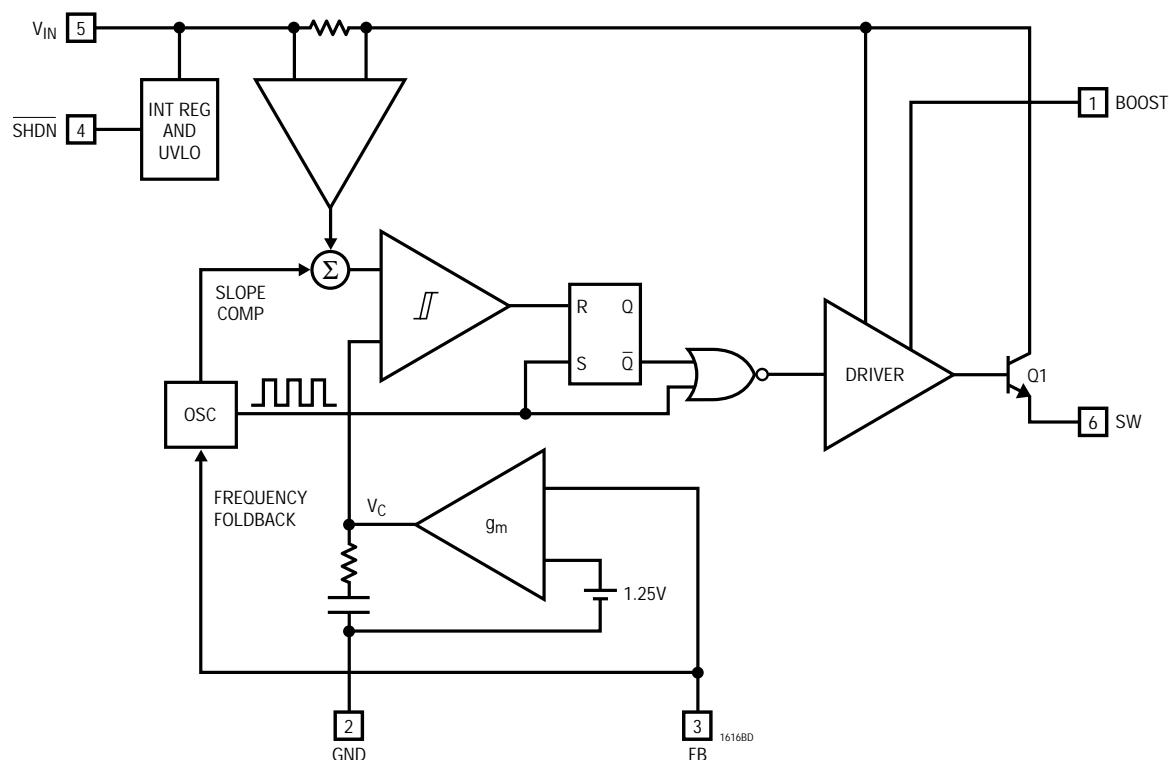 VIN 5
SHDN 4
INT REG
AND
UVLO
1 BOOST
Σ
SLOPE
COMP
R Q
S Q
DRIVER
Q1
OSC
6 SW
FREQUENCY
FOLDBACK
VC
gm
1.25V
2
GND
3
FB
1616BD